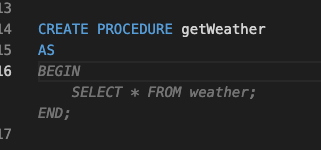 13
14 CREATE PROCEDURE getWeather
15 AS
16 BEGIN
SELECT * FROM weather;
END;
17